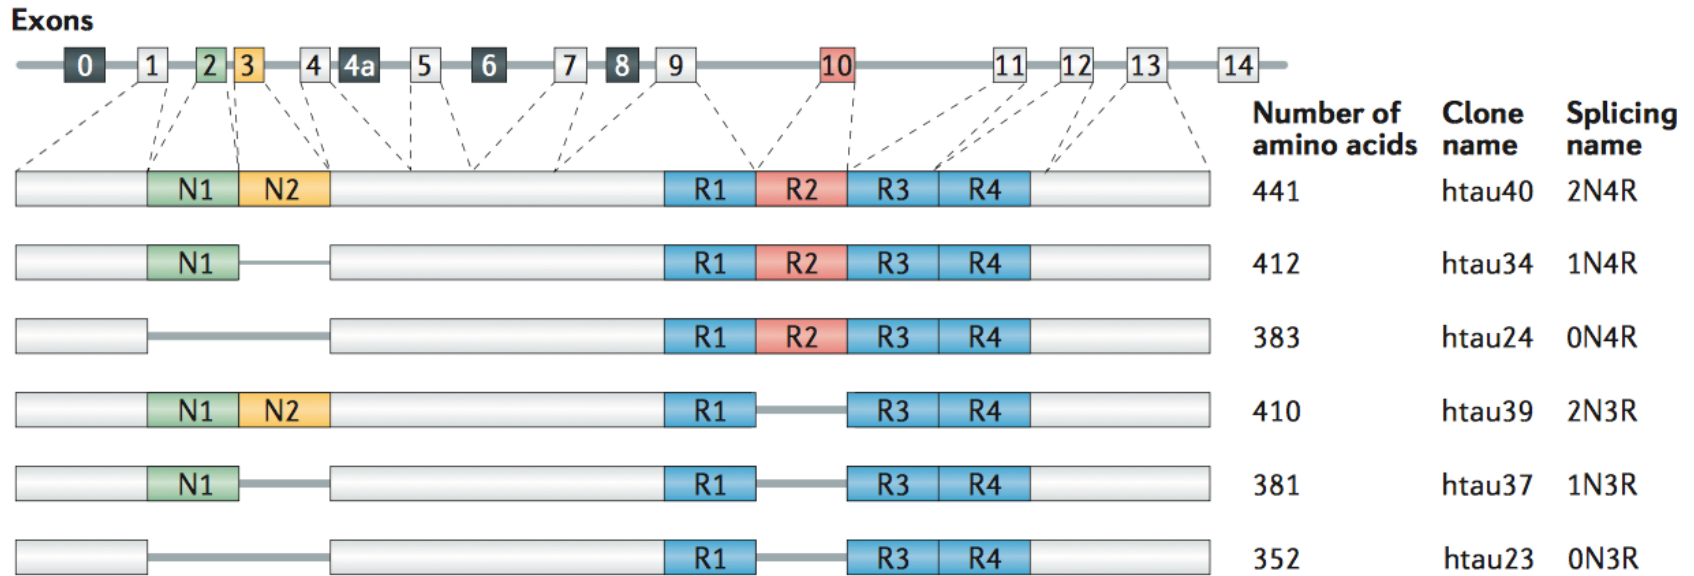 Exons
0 1 2 3 4 4a 5 6 7 8 9 10 11 12 13 14
Number of amino acids Clone name Splicing name
N1 N2 R1 R2 R3 R4 441 htau40 2N4R
N1 R1 R2 R3 R4 412 htau34 1N4R
R1 R2 R3 R4 383 htau24 0N4R
N1 N2 R1 R3 R4 410 htau39 2N3R
N1 R1 R3 R4 381 htau37 1N3R
R1 R3 R4 352 htau23 0N3R